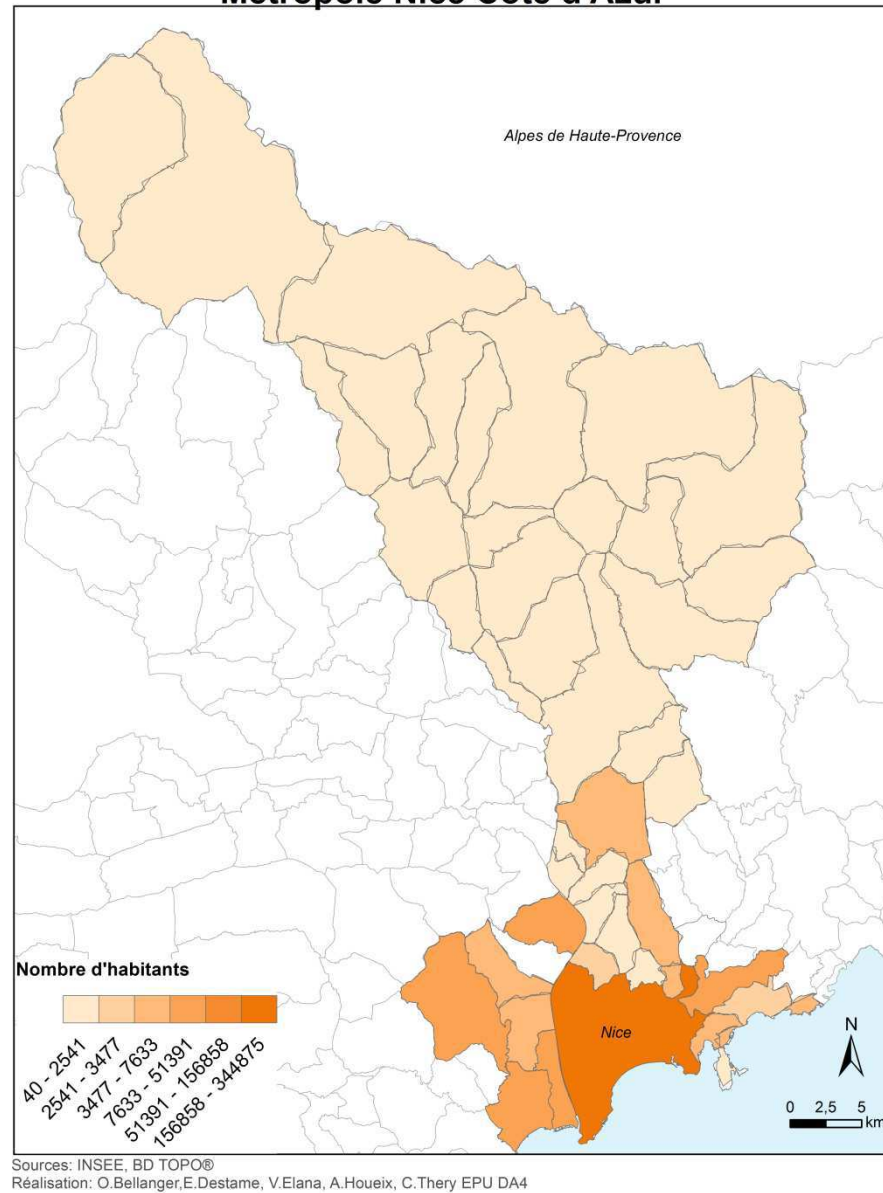 Métropole Nice Côte d'Azur
Alpes de Haute-Provence
Nombre d'habitants
40 - 2541
2541 - 3477
3477 - 7633
7633 - 51391
51391 - 156858
156858 - 344875
Nice
N
0 2,5 5
km
Sources: INSEE, BD TOPO®
Réalisation: O.Bellanger,E.Destame, V.Elana, A.Houeix, C.Thery EPU DA4